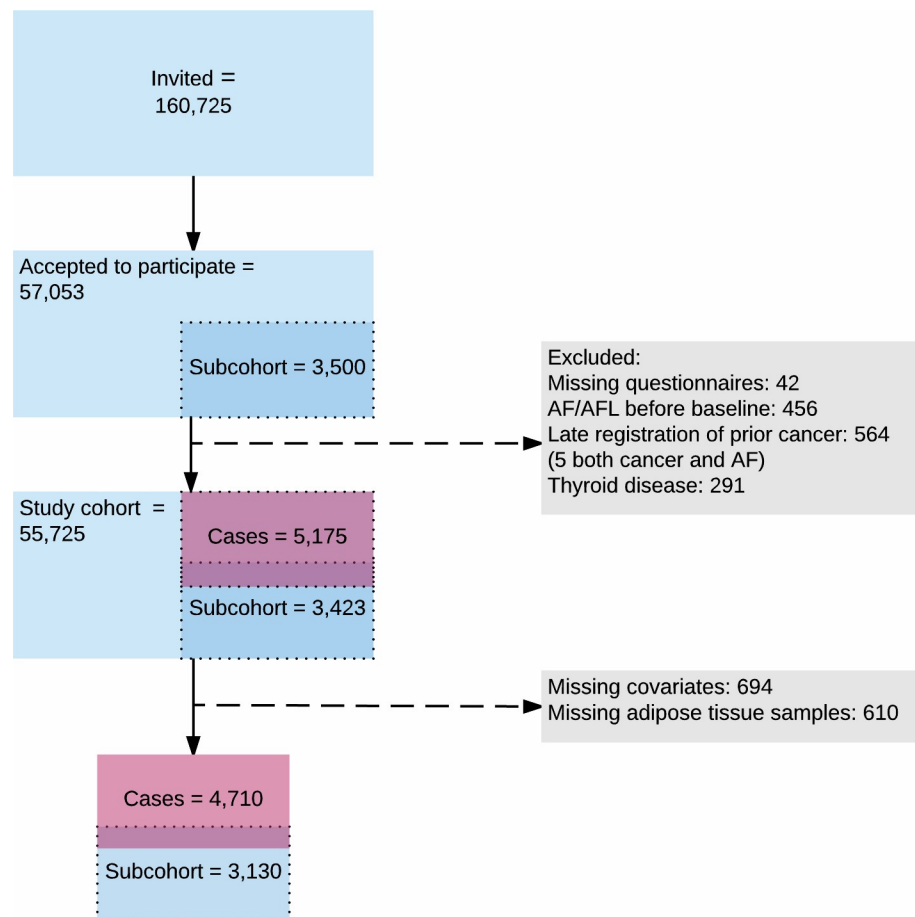 Invited =
160,725
Accepted to participate =
57,053
Subcohort = 3,500
Excluded:
Missing questionnaires: 42
AF/AFL before baseline: 456
Late registration of prior cancer: 564
(5 both cancer and AF)
Thyroid disease: 291
Study cohort =
55,725
Cases = 5,175
Subcohort = 3,423
Missing covariates: 694
Missing adipose tissue samples: 610
Cases = 4,710
Subcohort = 3,130